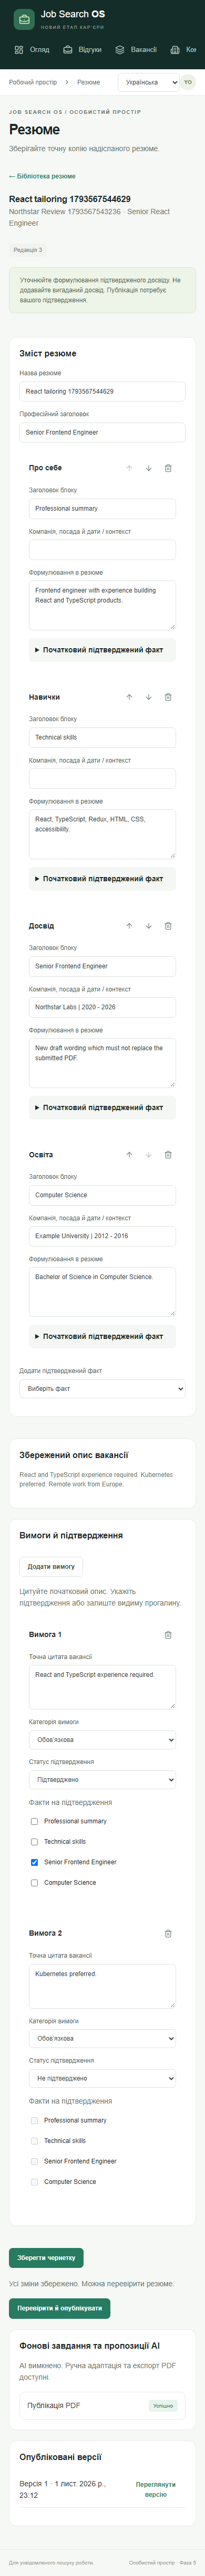 Job Search OS
НОВИЙ ЕТАП КАР'ЄРИ
Огляд
Відгуки
Вакансії
Робочий простір
Резюме
Українська
YO
JOB SEARCH OS / ОСОБИСТИЙ ПРОСТІР
Резюме
Зберігайте точну копію надісланого резюме.
← Бібліотека резюме
React tailoring 1793567544629
Northstar Review 1793567543236 · Senior React
Engineer
Редакція 3
Уточнюйте формулювання підтвердженого досвіду. Не
додавайте вигаданий досвід. Публікація потребує
вашого підтвердження.
Зміст резюме
Назва резюме
React tailoring 1793567544629
Професійний заголовок
Senior Frontend Engineer
Про себе
Заголовок блоку
Professional summary
Компанія, посада й дати / контекст
Формулювання в резюме
Frontend engineer with experience building
React and TypeScript products.
Початковий підтверджений факт
Навички
Заголовок блоку
Technical skills
Компанія, посада й дати / контекст
Формулювання в резюме
React, TypeScript, Redux, HTML, CSS,
accessibility.
Початковий підтверджений факт
Досвід
Заголовок блоку
Senior Frontend Engineer
Компанія, посада й дати / контекст
Northstar Labs | 2020 - 2026
Формулювання в резюме
New draft wording which must not replace the
submitted PDF.
Початковий підтверджений факт
Освіта
Заголовок блоку
Computer Science
Компанія, посада й дати / контекст
Example University | 2012 - 2016
Формулювання в резюме
Bachelor of Science in Computer Science.
Початковий підтверджений факт
Додати підтверджений факт
Виберіть факт
Збережений опис вакансії
React and TypeScript experience required. Kubernetes
preferred. Remote work from Europe.
Вимоги й підтвердження
Додати вимогу
Цитуйте початковий опис. Укажіть
підтвердження або залиште видиму прогалину.
Вимога 1
Точна цитата вакансії
React and TypeScript experience required.
Категорія вимоги
Обов'язкова
Статус підтвердження
Підтверджено
Факти на підтвердження
Professional summary
Technical skills
Senior Frontend Engineer
Computer Science
Вимога 2
Точна цитата вакансії
Kubernetes preferred.
Категорія вимоги
Обов'язкова
Статус підтвердження
Не підтверджено
Факти на підтвердження
Professional summary
Technical skills
Senior Frontend Engineer
Computer Science
Зберегти чернетку
Усі зміни збережено. Можна перевірити резюме.
Перевірити й опублікувати
Фонові завдання та пропозиції AI
AI вимкнено. Ручна адаптація та експорт PDF
доступні.
Публікація PDF
Успішно
Опубліковані версії
Версія 1 · 1 лист. 2026 р.,
23:12
Переглянути
версію
Для усвідомленого пошуку роботи.
Особистий простір · Фаза 5